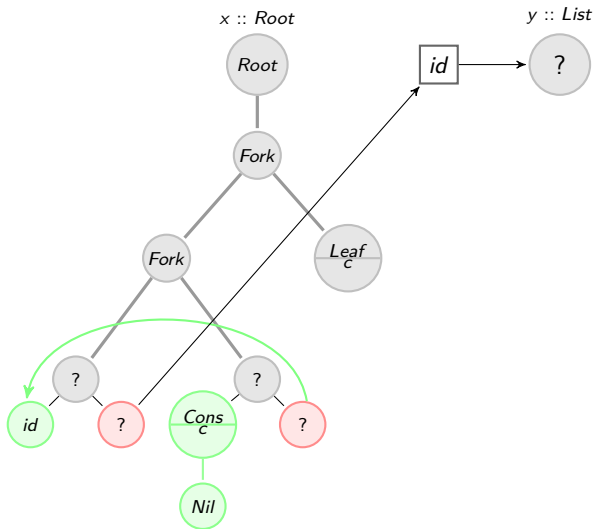 x :: Root
y :: List
Root
id
?
Fork
Fork
Leaf
c
?
?
id
?
Cons
c
?
Nil